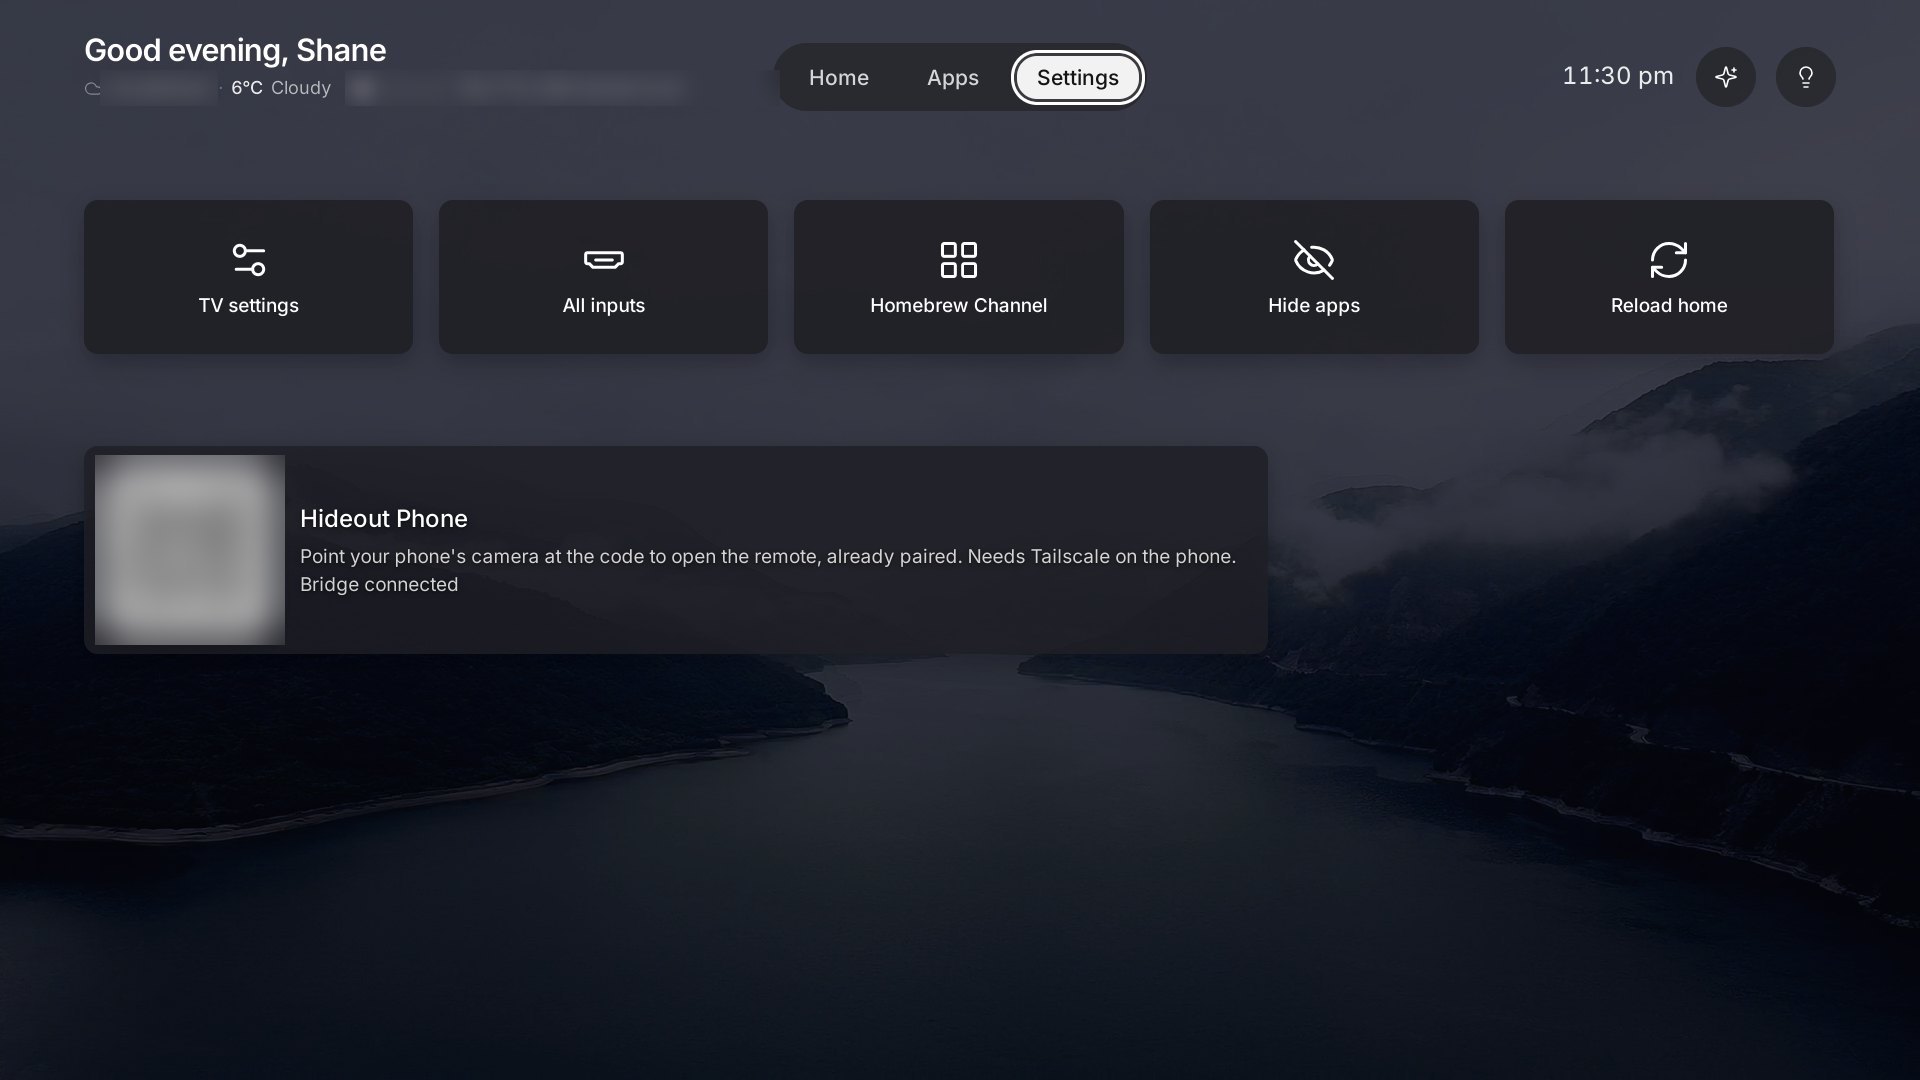 Good evening, Shane
· 6°C Cloudy
Home Apps Settings
11:30 pm
TV settings
All inputs
Homebrew Channel
Hide apps
Reload home
Hideout Phone
Point your phone's camera at the code to open the remote, already paired. Needs Tailscale on the phone.
Bridge connected